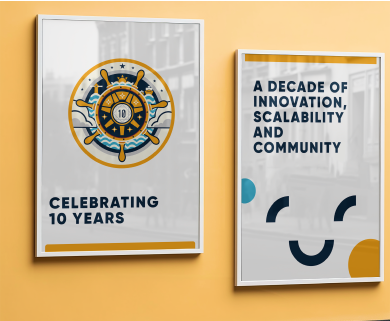 10
CELEBRATING
10 YEARS
A DECADE OF
INNOVATION,
SCALABILITY
AND
COMMUNITY